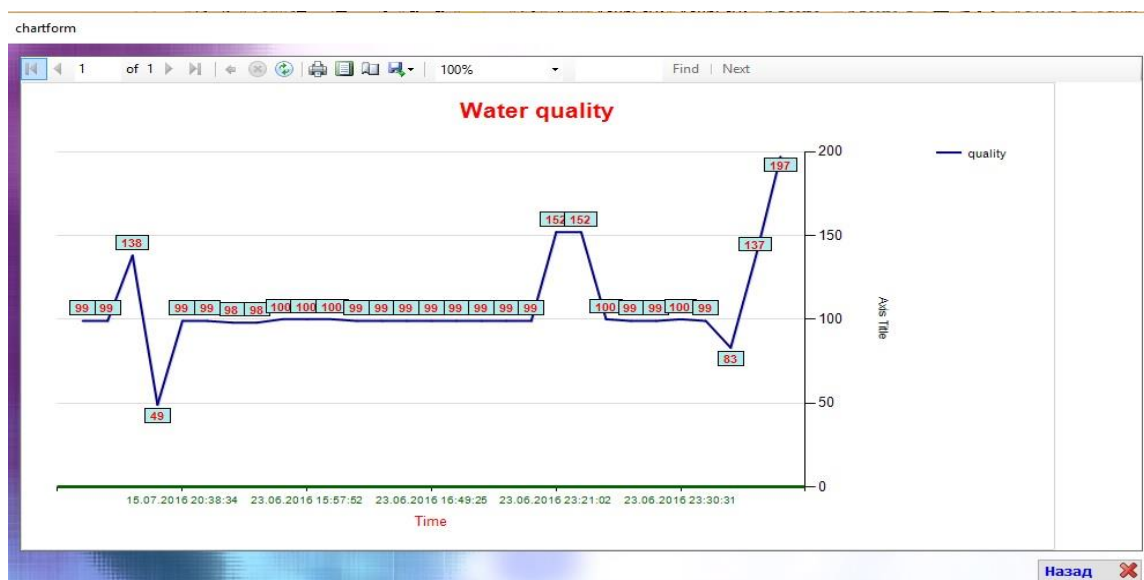 chartform
1 of 1 100% Find | Next
Water quality
200
quality
197
152 152
150
138
137
99 99
99 99 98 98 100 100 100 99 99 99 99 99 99 99 99
100 99 99 100 99
100
Axis Title
83
50
49
0
15.07.2016 20:38:34 23.06.2016 15:57:52 23.06.2016 16:49:25 23.06.2016 23:21:02 23.06.2016 23:30:31
Time
Назад